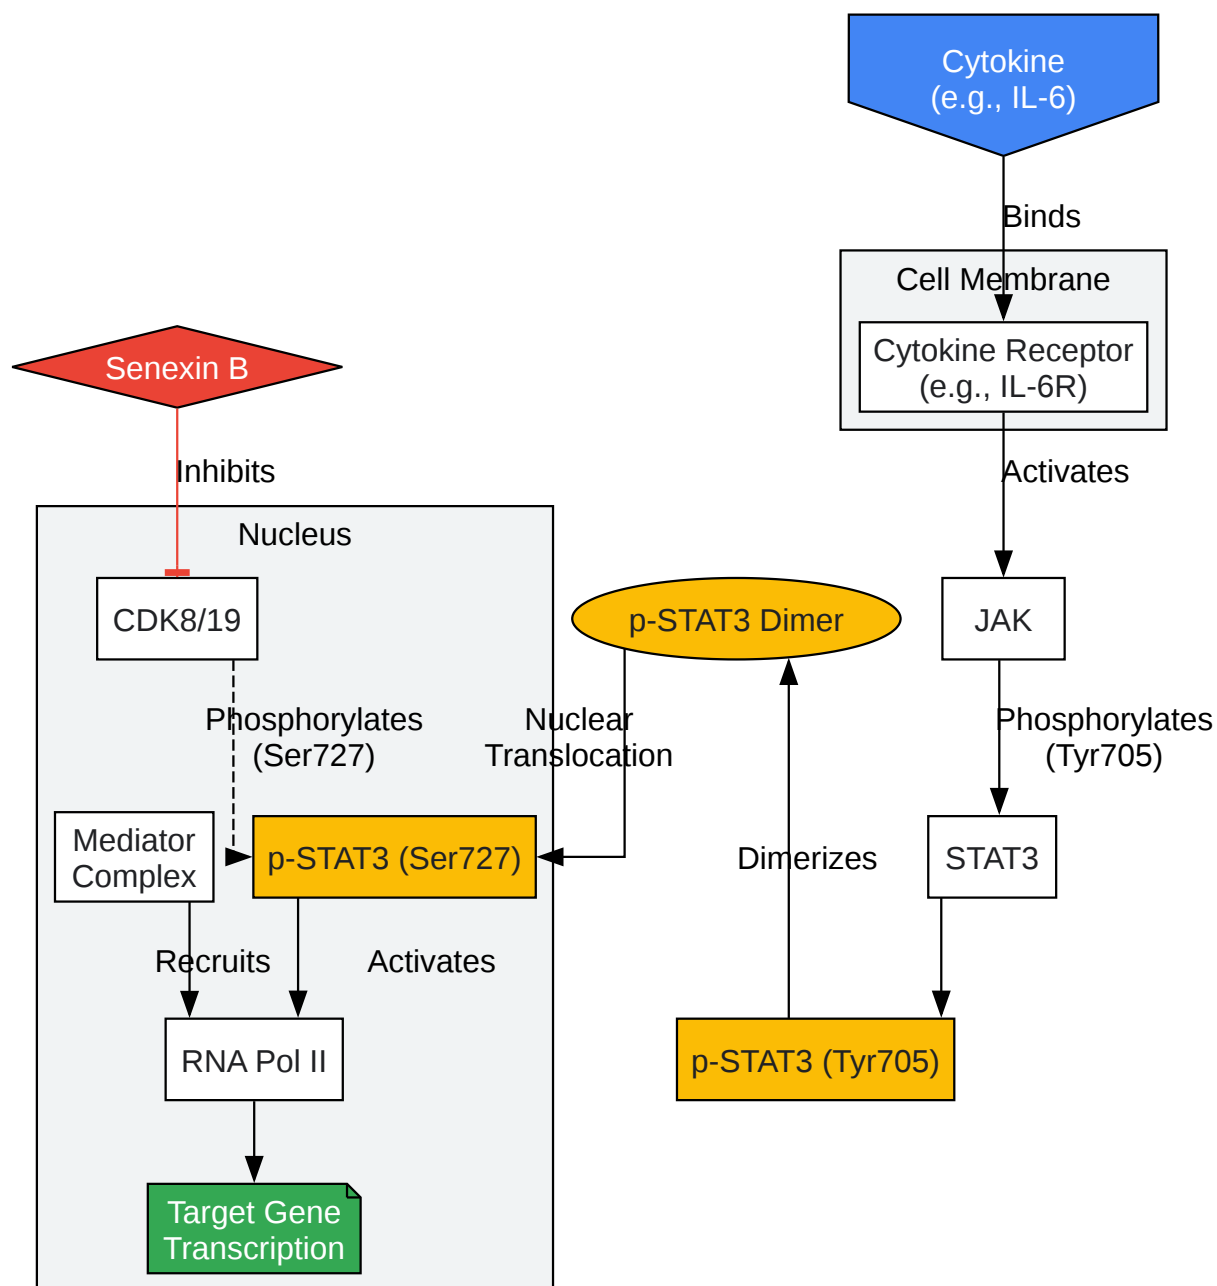 Cytokine
(e.g., IL-6)
Binds
Cell Membrane
Cytokine Receptor
(e.g., IL-6R)
Senexin B
Inhibits
Activates
Nucleus
CDK8/19
p-STAT3 Dimer
JAK
Phosphorylates
(Ser727)
Nuclear
Translocation
Phosphorylates
(Tyr705)
Mediator
Complex
p-STAT3 (Ser727)
Dimerizes
STAT3
Recruits
Activates
RNA Pol II
p-STAT3 (Tyr705)
Target Gene
Transcription